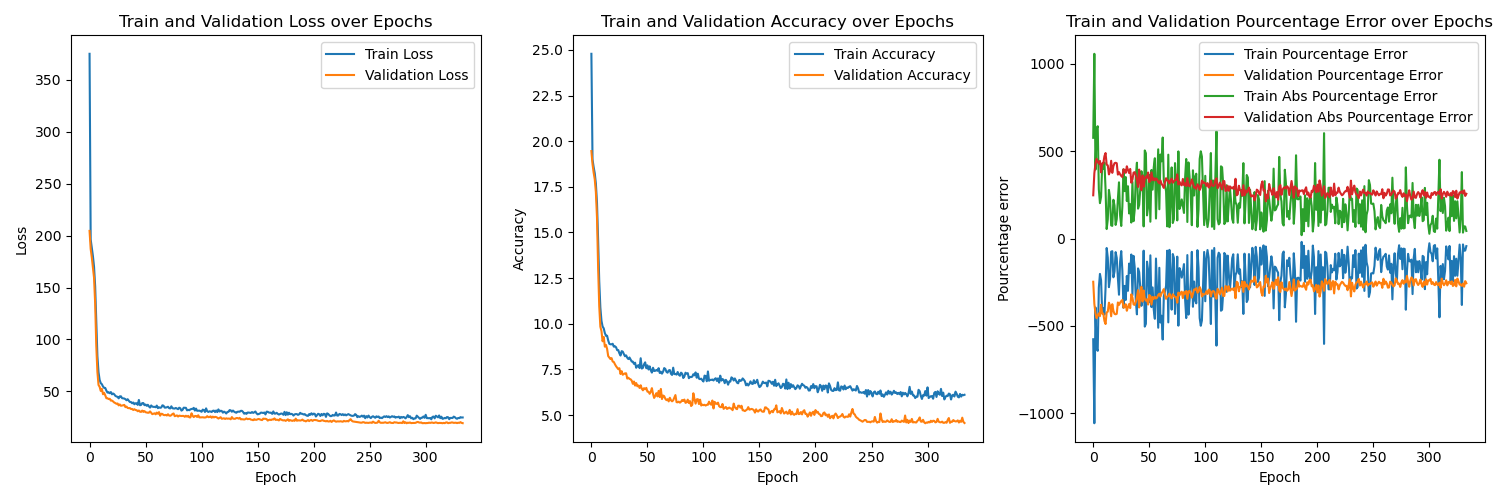 Train and Validation Loss over Epochs
Loss
350
300
250
200
150
100
50
0
50
100
150
200
250
300
Epoch
Train Loss
Validation Loss
Train and Validation Accuracy over Epochs
Accuracy
25.0
22.5
20.0
17.5
15.0
12.5
10.0
7.5
5.0
0
50
100
150
200
250
300
Epoch
Train Accuracy
Validation Accuracy
Train and Validation Pourcentage Error over Epochs
Pourcentage error
1000
500
0
−500
−1000
0
50
100
150
200
250
300
Epoch
Train Pourcentage Error
Validation Pourcentage Error
Train Abs Pourcentage Error
Validation Abs Pourcentage Error